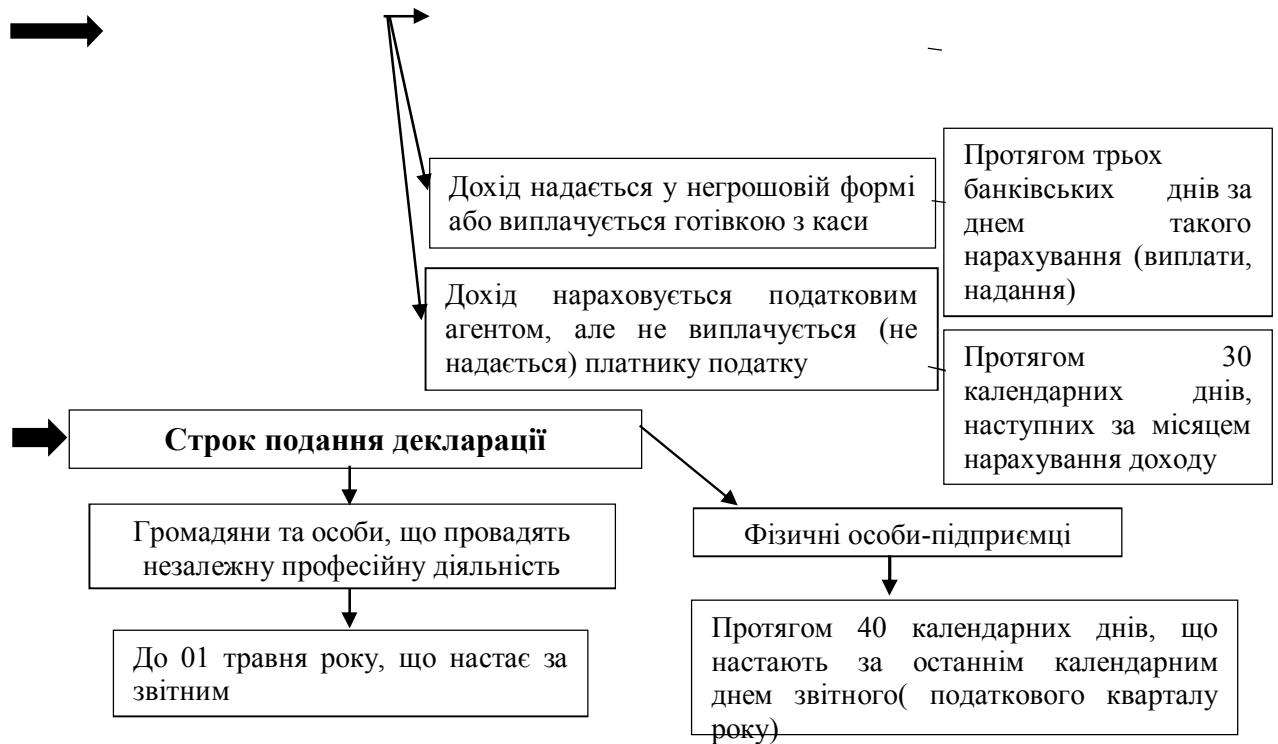 Дохід надається у негрошовій формі
або виплачується готівкою з каси
Протягом трьох
банківських днів за
днем такого
нарахування (виплати,
надання)
Дохід нараховується податковим
агентом, але не виплачується (не
надається) платнику податку
Протягом 30
календарних днів,
наступних за місяцем
нарахування доходу
Строк подання декларації
Громадяни та особи, що провадять
незалежну професійну діяльність
Фізичні особи-підприємці
До 01 травня року, що настає за
звітним
Протягом 40 календарних днів, що
настають за останнім календарним
днем звітного( податкового кварталу
року)